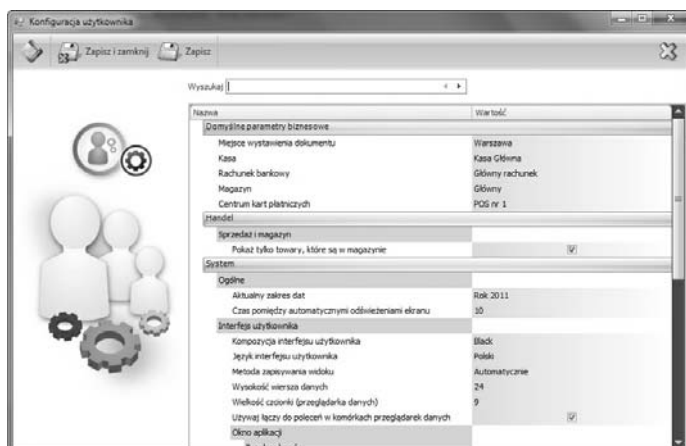 Konfiguracja użytkownika
Zapisz i zamknij Zapisz
Wyszukaj
Nazwa Wartość
Domyślne parametry biznesowe
Miejsce wystawienia dokumentu Warszawa
Kasa Kasa Główna
Rachunek bankowy Główny rachunek
Magazyn Główny
Centrum kart płatniczych POS nr 1
Handel
Sprzedaż i magazyn
Pokaż tylko towary, które są w magazynie
System
Ogólne
Aktualny zakres dat Rok 2011
Czas pomiędzy automatycznymi odświeżeniami ekranu 10
Interfejs użytkownika
Kompozycja interfejsu użytkownika Black
Język interfejsu użytkownika Polski
Metoda zapisywania widoku Automatycznie
Wysokość wiersza danych 24
Wielkość czcionki (przeglądarka danych) 9
Używaj łączy do poleceń w komórkach przeglądarek danych
Okno aplikacji